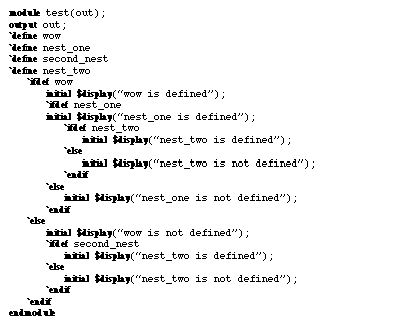 module test(out);
output out;
`define wow
`define nest_one
`define second_nest
`define nest_two
`ifdef wow
initial $display(“wow is defined”);
`ifdef nest_one
initial $display(“nest_one is defined”);
`ifdef nest_two
initial $display(“nest_two is defined”);
`else
initial $display(“nest_two is not defined”);
`endif
`else
initial $display(“nest_one is not defined”);
`endif
`else
initial $display(“wow is not defined”);
`ifdef second_nest
initial $display(“nest_two is defined”);
`else
initial $display(“nest_two is not defined”);
`endif
`endif
endmodule